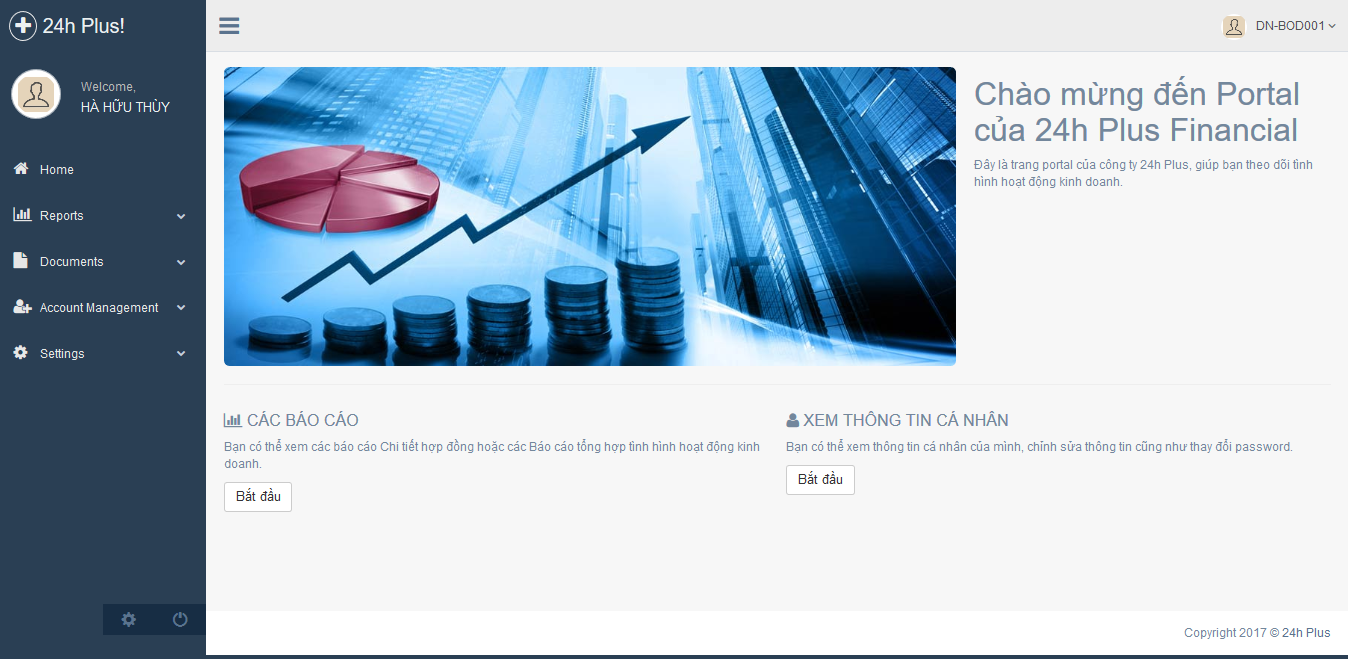 24h Plus!
DN-BOD001
Welcome,
HÀ HỮU THÙY
Home
Reports
Documents
Account Management
Settings
Chào mừng đến Portal
của 24h Plus Financial
Đây là trang portal của công ty 24h Plus, giúp bạn theo dõi tình
hình hoạt động kinh doanh.
CÁC BÁO CÁO
Bạn có thể xem các báo cáo Chi tiết hợp đồng hoặc các Báo cáo tổng hợp tình hình hoạt động kinh
doanh.
Bắt đầu
XEM THÔNG TIN CÁ NHÂN
Bạn có thể xem thông tin cá nhân của mình, chỉnh sửa thông tin cũng như thay đổi password.
Bắt đầu
Copyright 2017 © 24h Plus